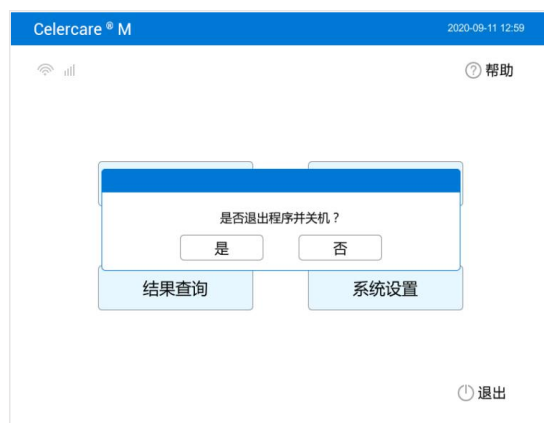 Celercare ® M
2020-09-11 12:59
帮助
是否退出程序并关机？
是
否
结果查询
系统设置
退出